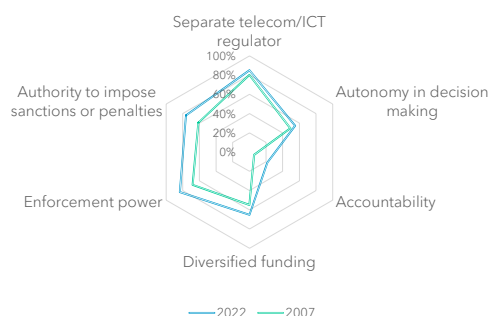 Separate telecom/ICT
regulator
100%
80%
60%
40%
20%
0%
Authority to impose
sanctions or penalties
Autonomy in decision
making
Enforcement power
Accountability
Diversified funding
2022 2007